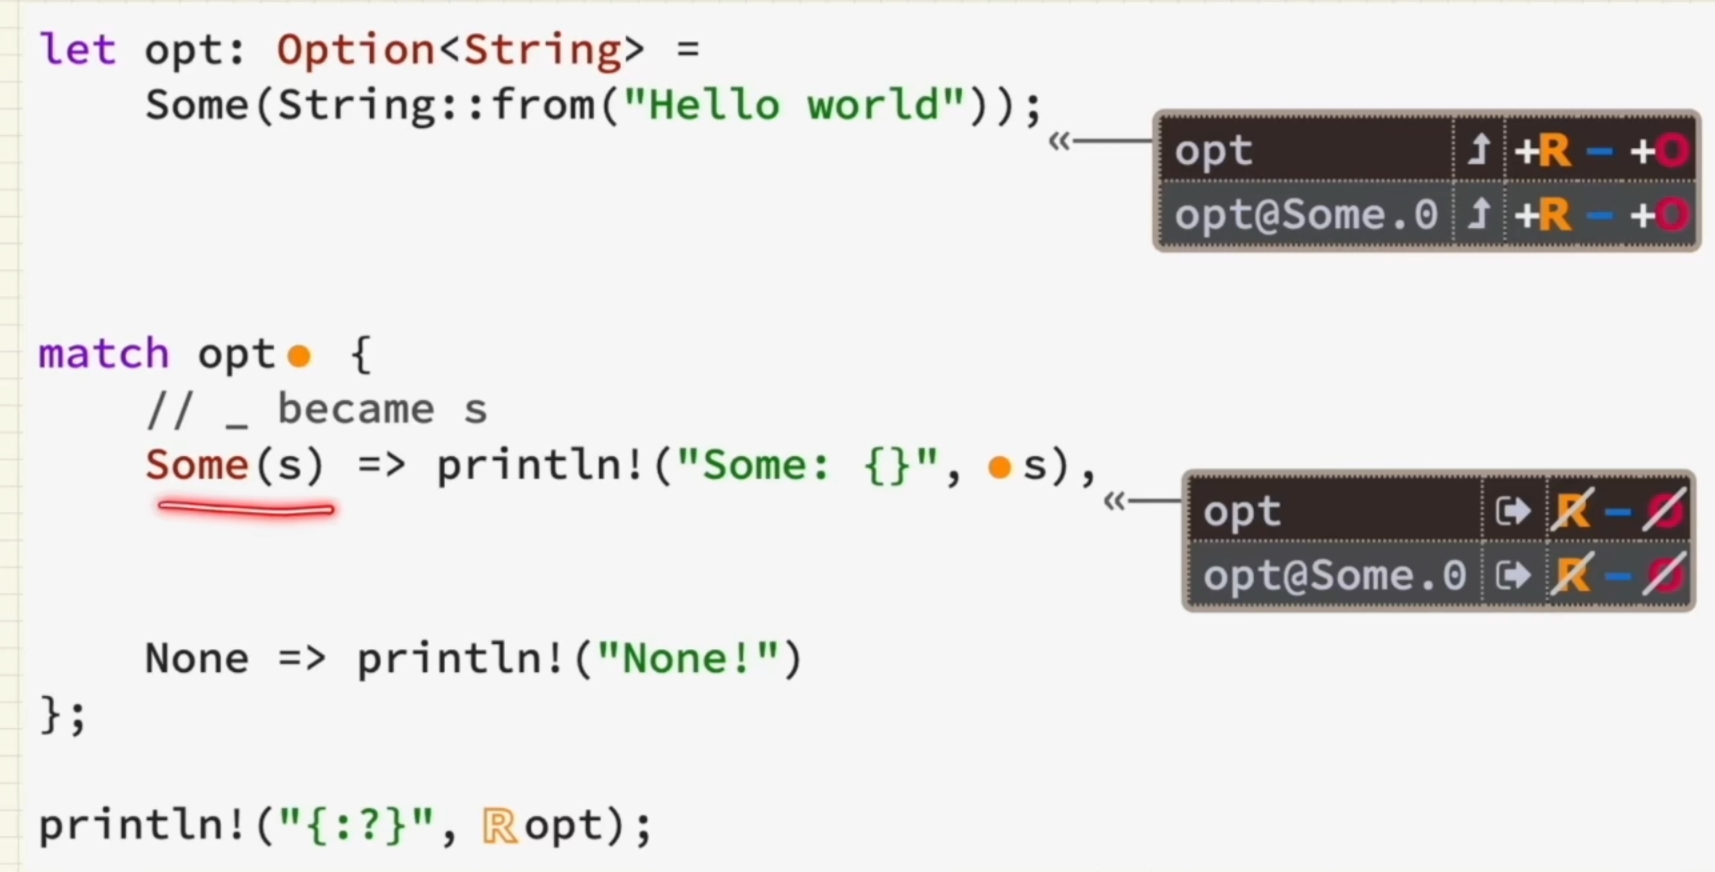 let opt: Option<String> =
    Some(String::from("Hello world"));
opt +R - +O
opt@Some.0 +R - +O
match opt {
    // _ became s
    Some(s) => println!("Some: {}", s),
opt R - O
opt@Some.0 R - O
    None => println!("None!")
};
println!("{:?}", R opt);